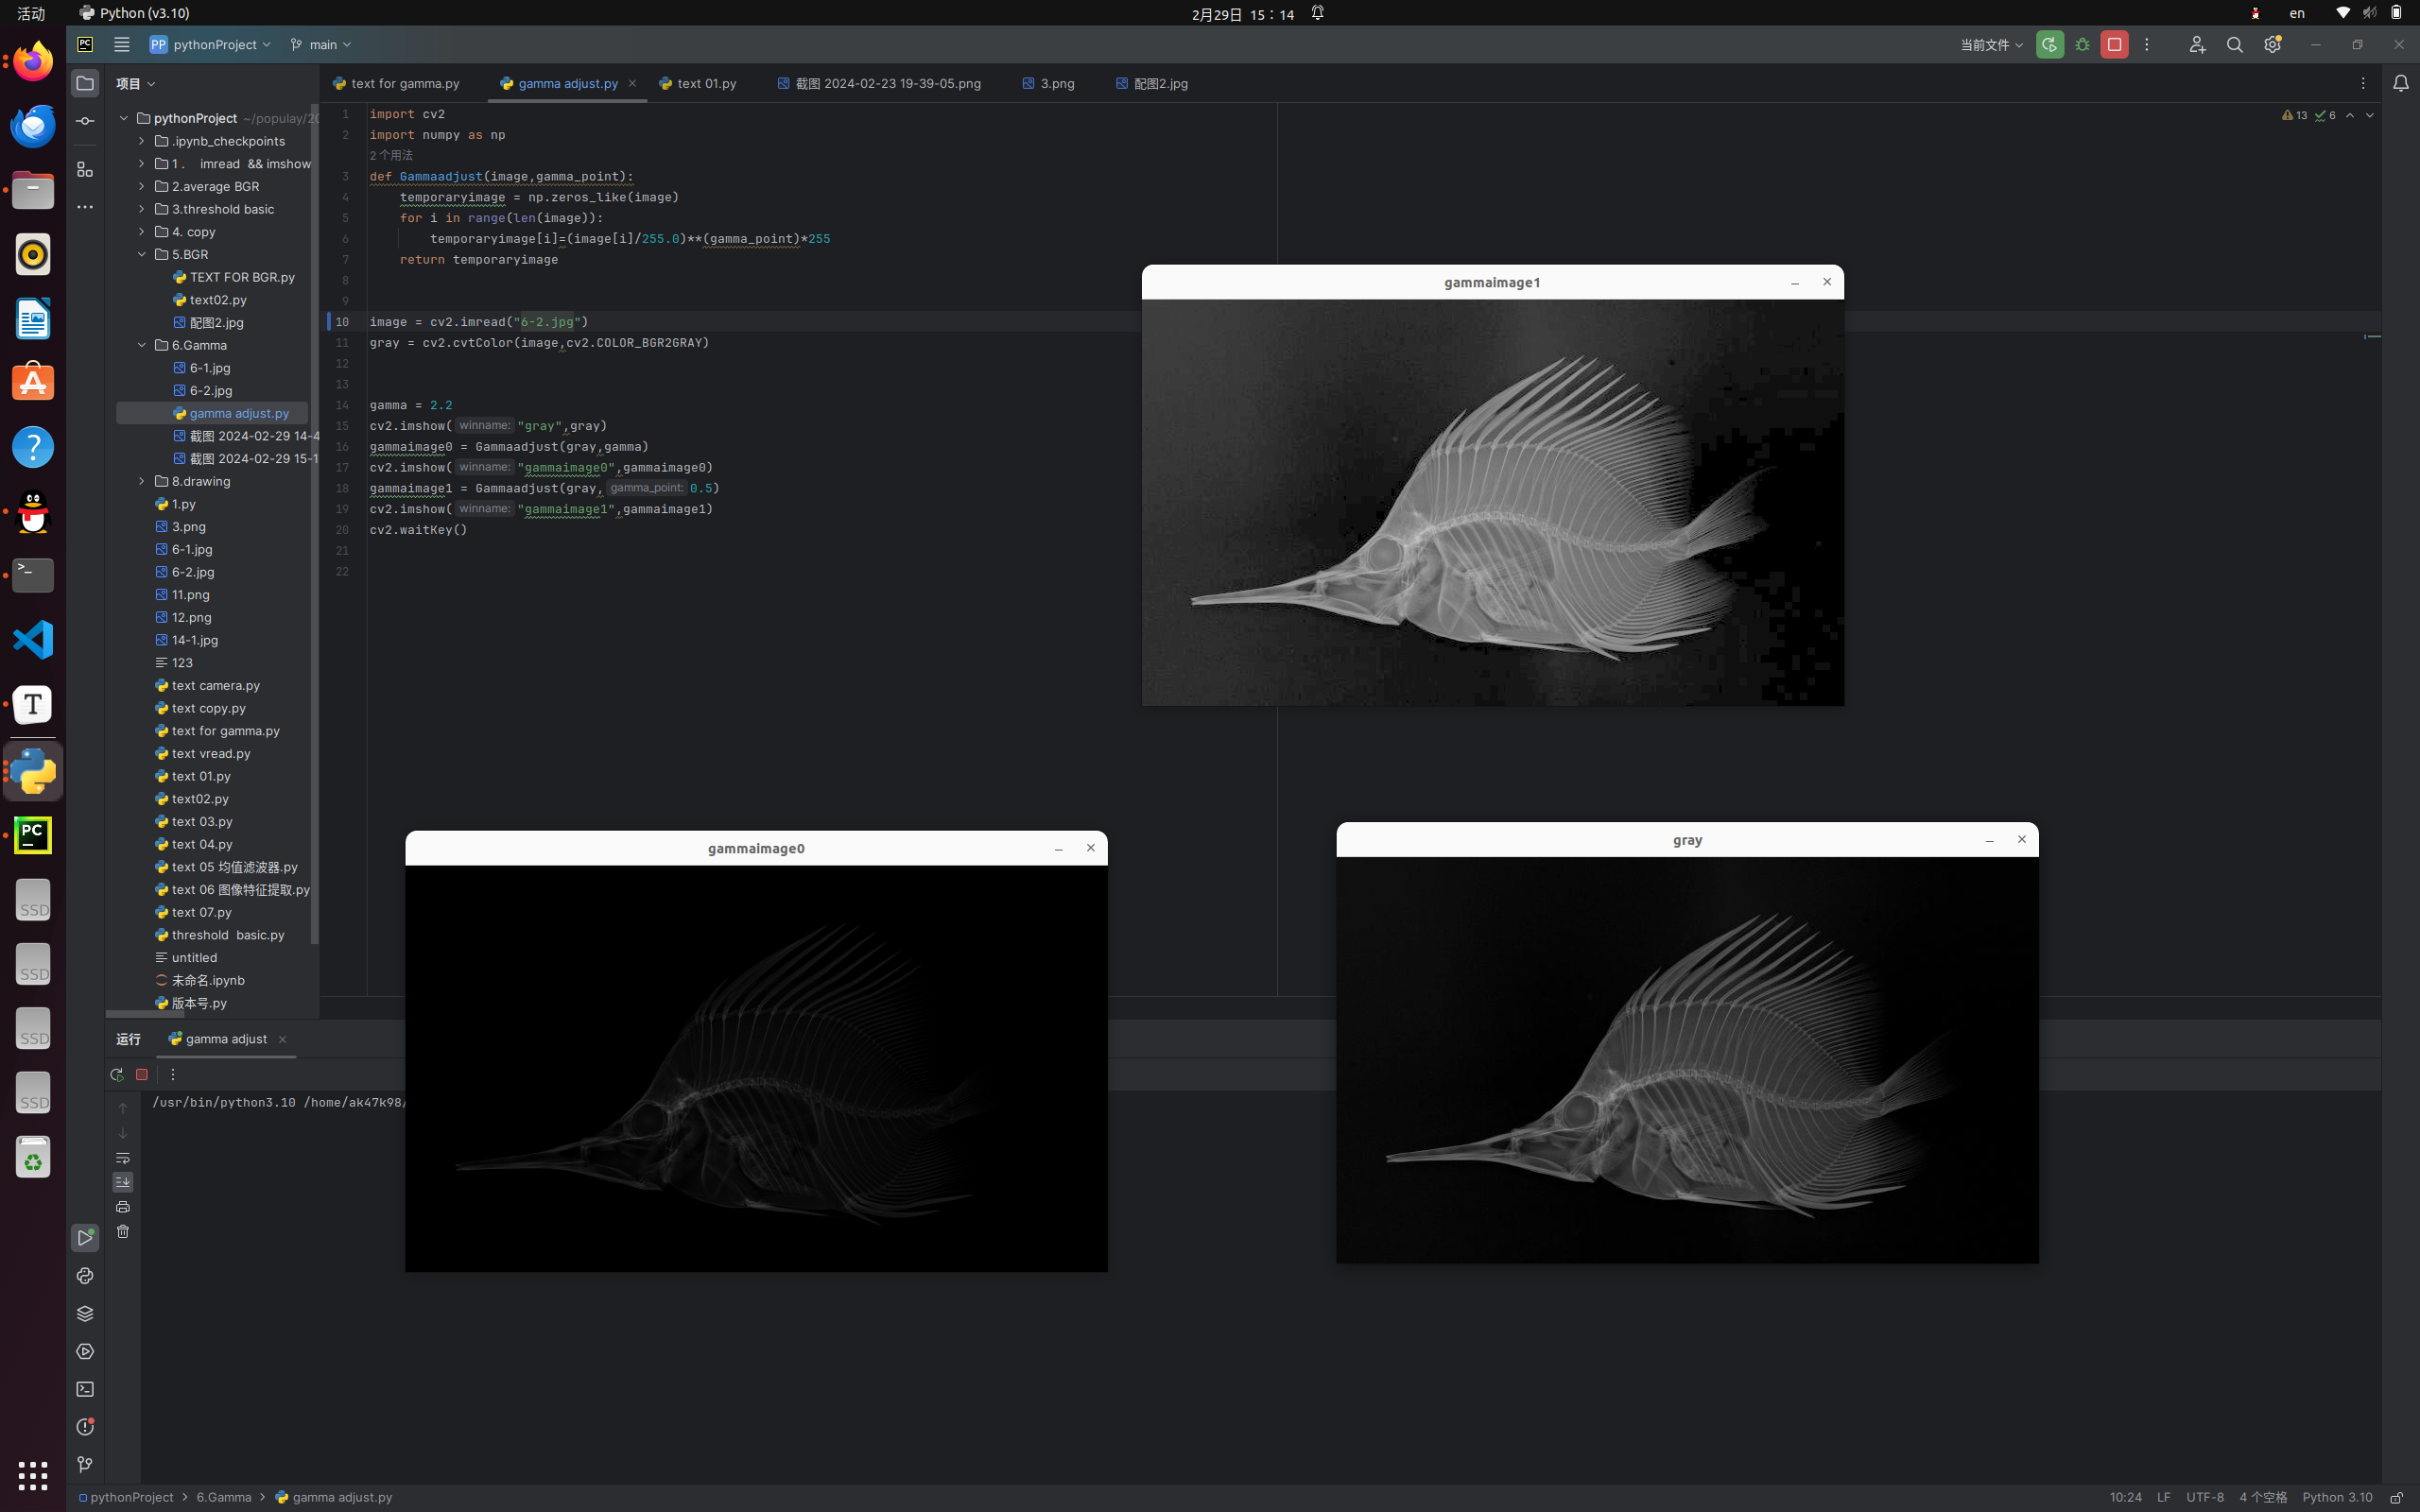 活动
Python (v3.10)
2月29日 15：14
en
PC
PP pythonProject
main
当前文件
项目
text for gamma.py
gamma adjust.py
text 01.py
截图 2024-02-23 19-39-05.png
3.png
配图2.jpg
pythonProject ~/populay/20
.ipynb_checkpoints
1 . imread && imshow
2.average BGR
3.threshold basic
4. copy
5.BGR
TEXT FOR BGR.py
text02.py
配图2.jpg
6.Gamma
6-1.jpg
6-2.jpg
gamma adjust.py
截图 2024-02-29 14-4
截图 2024-02-29 15-1
8.drawing
1.py
3.png
6-1.jpg
6-2.jpg
11.png
12.png
14-1.jpg
123
text camera.py
text copy.py
text for gamma.py
text vread.py
text 01.py
text02.py
text 03.py
text 04.py
text 05 均值滤波器.py
text 06 图像特征提取.py
text 07.py
threshold basic.py
untitled
未命名.ipynb
版本号.py
13 6
1 import cv2
2 import numpy as np
2 个用法
3 def Gammaadjust(image,gamma_point):
4 temporaryimage = np.zeros_like(image)
5 for i in range(len(image)):
6 temporaryimage[i]=(image[i]/255.0)**(gamma_point)*255
7 return temporaryimage
8
9
10 image = cv2.imread("6-2.jpg")
11 gray = cv2.cvtColor(image,cv2.COLOR_BGR2GRAY)
12
13
14 gamma = 2.2
15 cv2.imshow( winname: "gray",gray)
16 gammaimage0 = Gammaadjust(gray,gamma)
17 cv2.imshow( winname: "gammaimage0",gammaimage0)
18 gammaimage1 = Gammaadjust(gray, gamma_point: 0.5)
19 cv2.imshow( winname: "gammaimage1",gammaimage1)
20 cv2.waitKey()
21
22
gammaimage1
gammaimage0
gray
运行
gamma adjust
/usr/bin/python3.10 /home/ak47k98/
T
PC
SSD
SSD
SSD
SSD
pythonProject > 6.Gamma > gamma adjust.py
10:24 LF UTF-8 4 个空格 Python 3.10